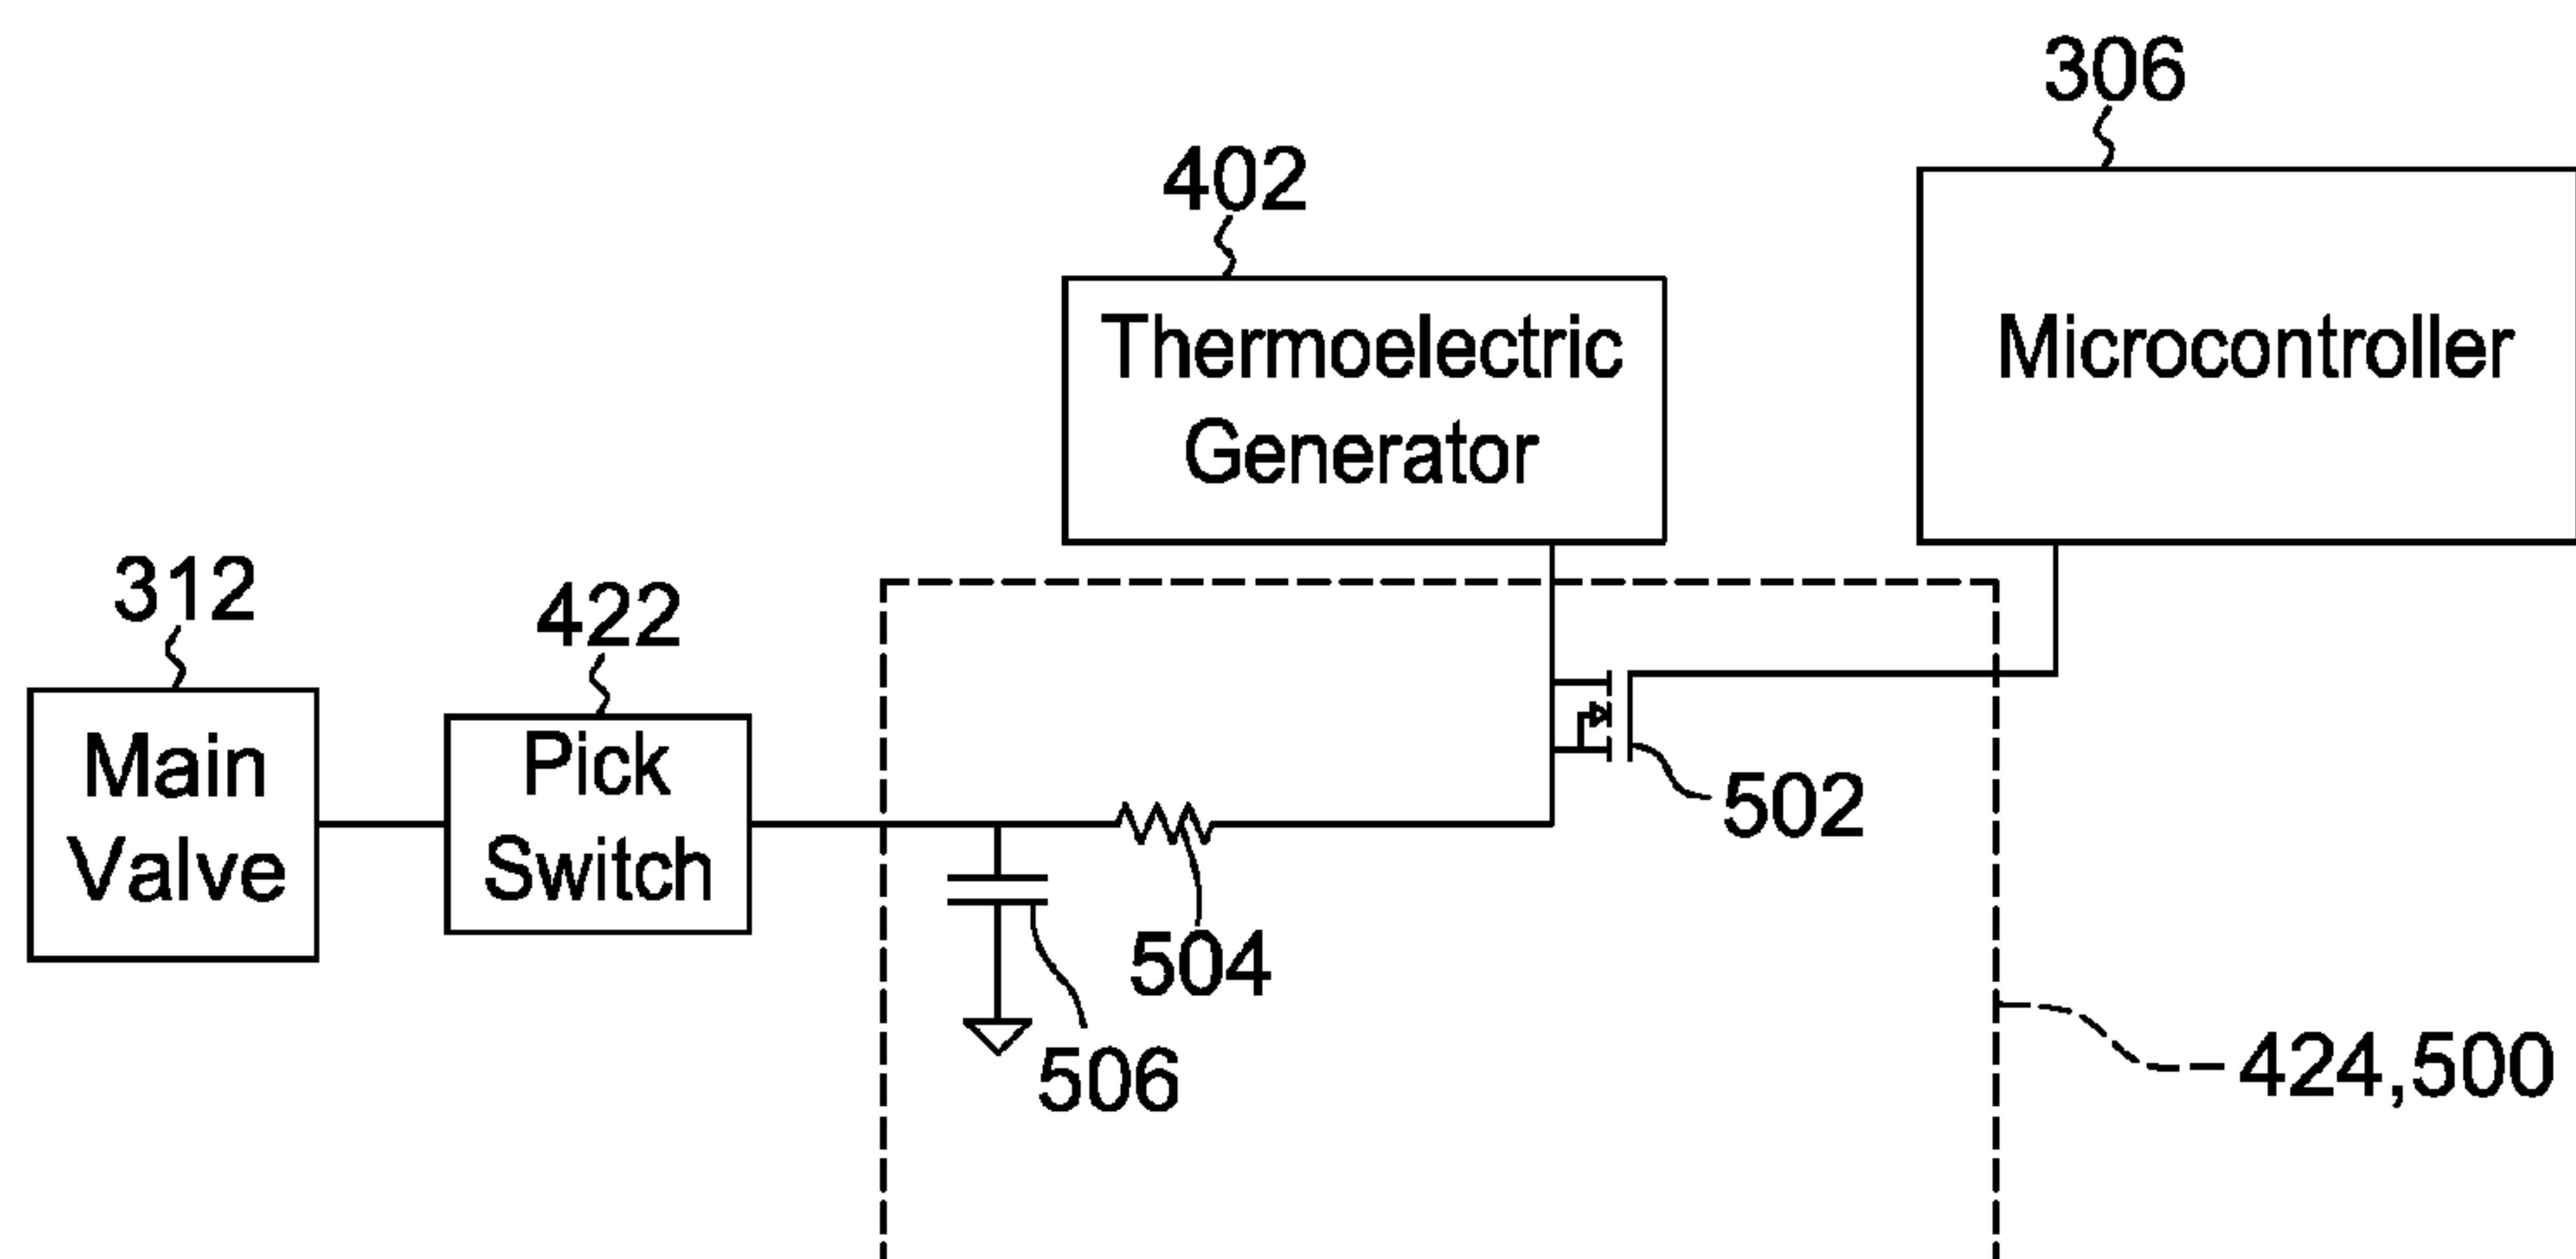 306
402
Thermoelectric
Generator
Microcontroller
312
422
Main
Valve
Pick
Switch
502
504
506
424,500